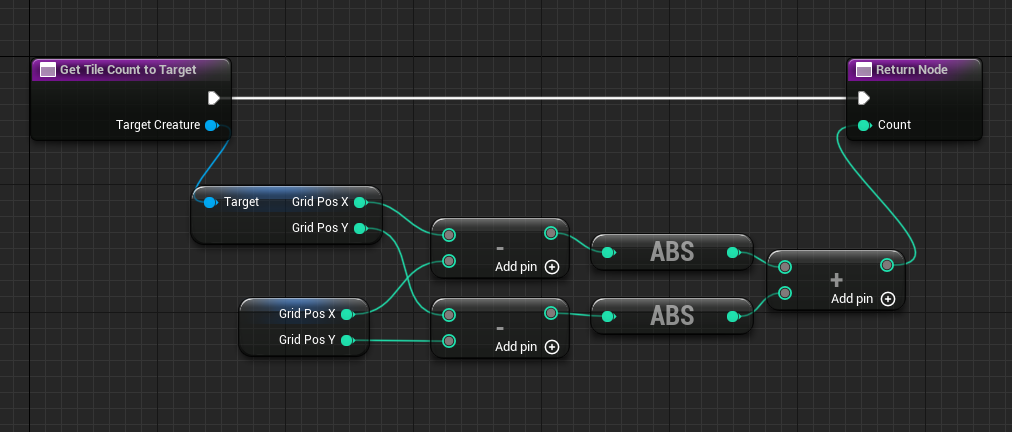 Get Tile Count to Target
Return Node
Target Creature
Count
Target
Grid Pos X
Grid Pos Y
-
Add pin
ABS
+
Add pin
Grid Pos X
Grid Pos Y
-
Add pin
ABS